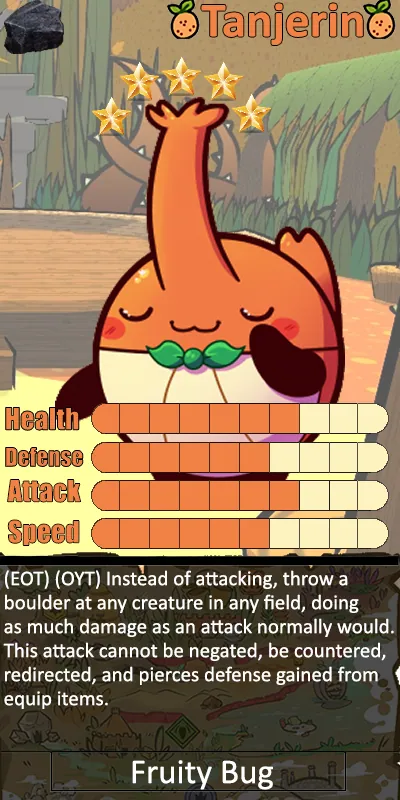 Tanjerin
Health
Defense
Attack
Speed
(EOT) (OYT) Instead of attacking, throw a
boulder at any creature in any field, doing
as much damage as an attack normally would.
This attack cannot be negated, be countered,
redirected, and pierces defense gained from
equip items.
Fruity Bug